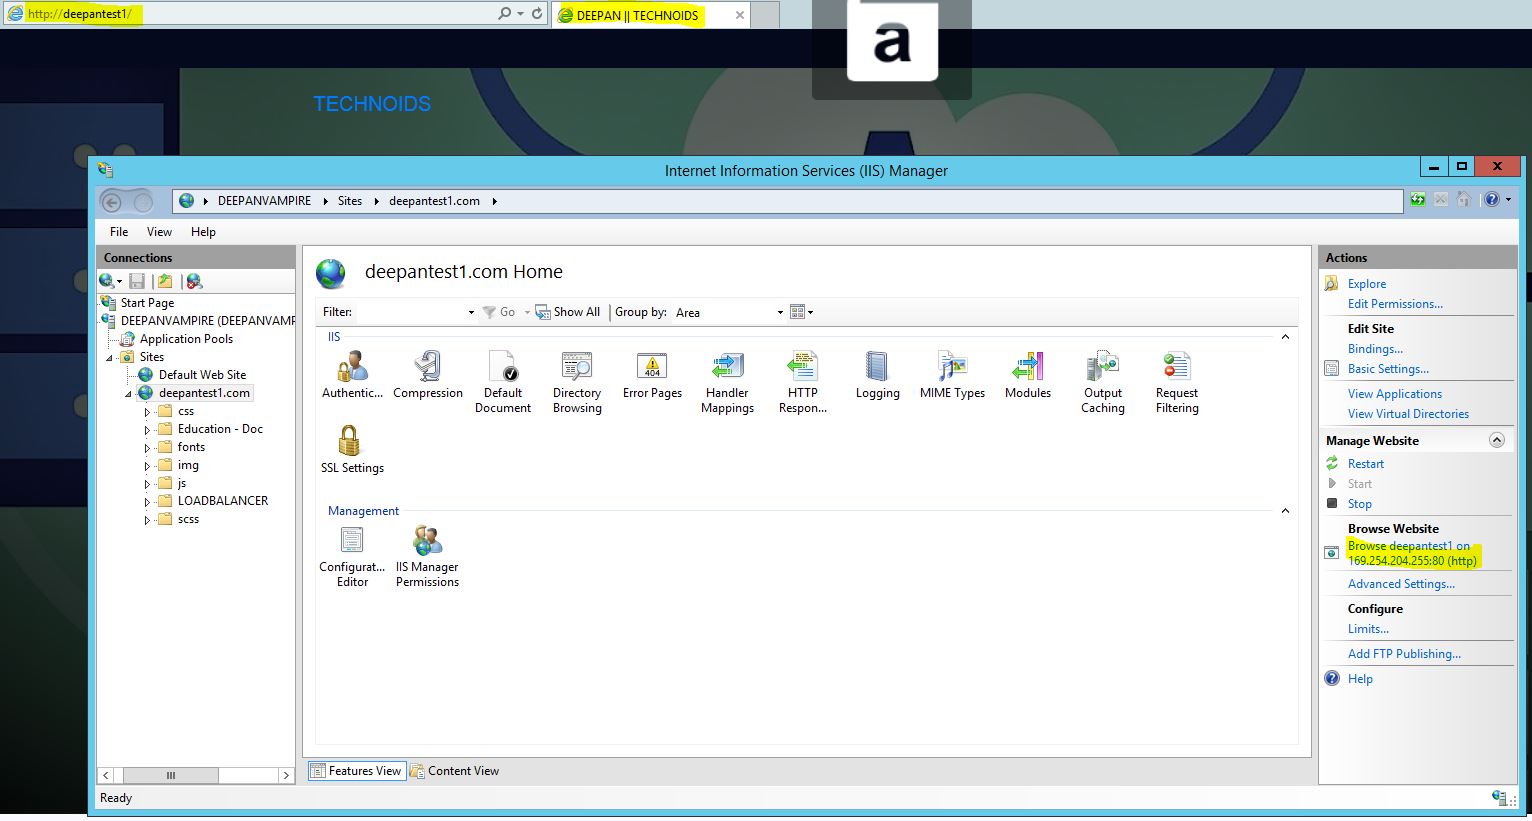 http://deepantest1/
DEEPAN || TECHNOIDS
a
TECHNOIDS
Internet Information Services (IIS) Manager
DEEPANVAMPIRE
Sites
deepantest1.com
File View Help
Connections
Start Page
DEEPANVAMPIRE (DEEPANVAMP
Application Pools
Sites
Default Web Site
deepantest1.com
css
Education - Doc
fonts
img
js
LOADBALANCER
scss
deepantest1.com Home
Filter: Go Show All Group by: Area
IIS
Authentic...
Compression
Default
Document
Directory
Browsing
Error Pages
404
Handler
Mappings
HTTP
Respon...
Logging
MIME Types
Modules
Output
Caching
Request
Filtering
SSL Settings
Management
Configurat...
Editor
IIS Manager
Permissions
Features View
Content View
Actions
Explore
Edit Permissions...
Edit Site
Bindings...
Basic Settings...
View Applications
View Virtual Directories
Manage Website
Restart
Start
Stop
Browse Website
Browse deepantest1 on
169.254.204.255:80 (http)
Advanced Settings...
Configure
Limits...
Add FTP Publishing...
Help
Ready